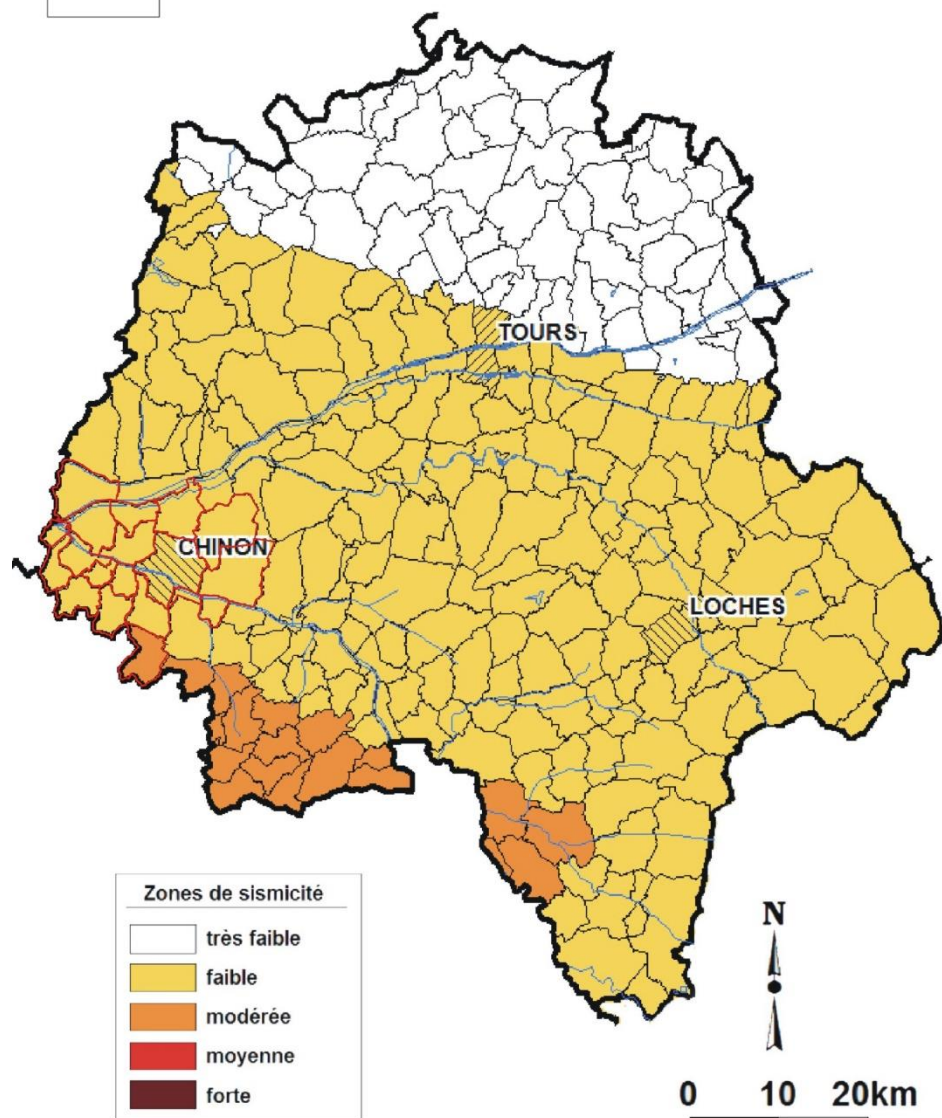 TOURS
CHINON
LOCHES
Zones de sismicité
très faible
faible
modérée
moyenne
forte
N
0 10 20km